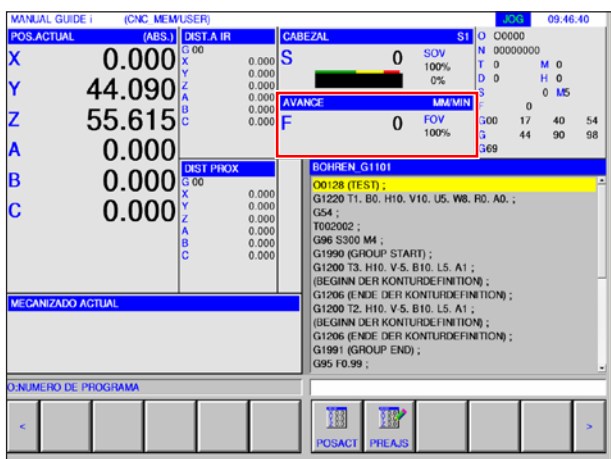 MANUAL GUIDE i (CNC_MEM/USER) JOG 09:46.40
POS.ACTUAL (ABS.)
X 0.000
Y 44.090
Z 55.615
A 0.000
B 0.000
C 0.000
DIST.A IR
G 00
X 0.000
Y 0.000
Z 0.000
A 0.000
B 0.000
C 0.000
DIST PROX
G 00
X 0.000
Y 0.000
Z 0.000
A 0.000
B 0.000
C 0.000
CABEZAL S1
S 0 SOV
100%
0%
AVANCE MM/MIN
F 0 FOV
100%
O O0000
N 00000000
T 0 M 0
D 0 H 0
S 0 M5
F 0
G00 17 40 54
G 44 90 98
G69
MECANIZADO ACTUAL
BOHREN_G1101
O0128 (TEST) ;
G1220 T1. B0. H10. V10. U5. W8. R0. A0. ;
G54 ;
T002002 ;
G96 S300 M4 ;
G1990 (GROUP START) ;
G1200 T3. H10. V-5. B10. L5. A1 ;
(BEGINN DER KONTURDEFINITION) ;
G1206 (ENDE DER KONTURDEFINITION) ;
G1200 T2. H10. V-5. B10. L5. A1 ;
(BEGINN DER KONTURDEFINITION) ;
G1206 (ENDE DER KONTURDEFINITION) ;
G1991 (GROUP END) ;
G95 F0.99 ;
O:NUMERO DE PROGRAMA
< POSACT PREAJS >